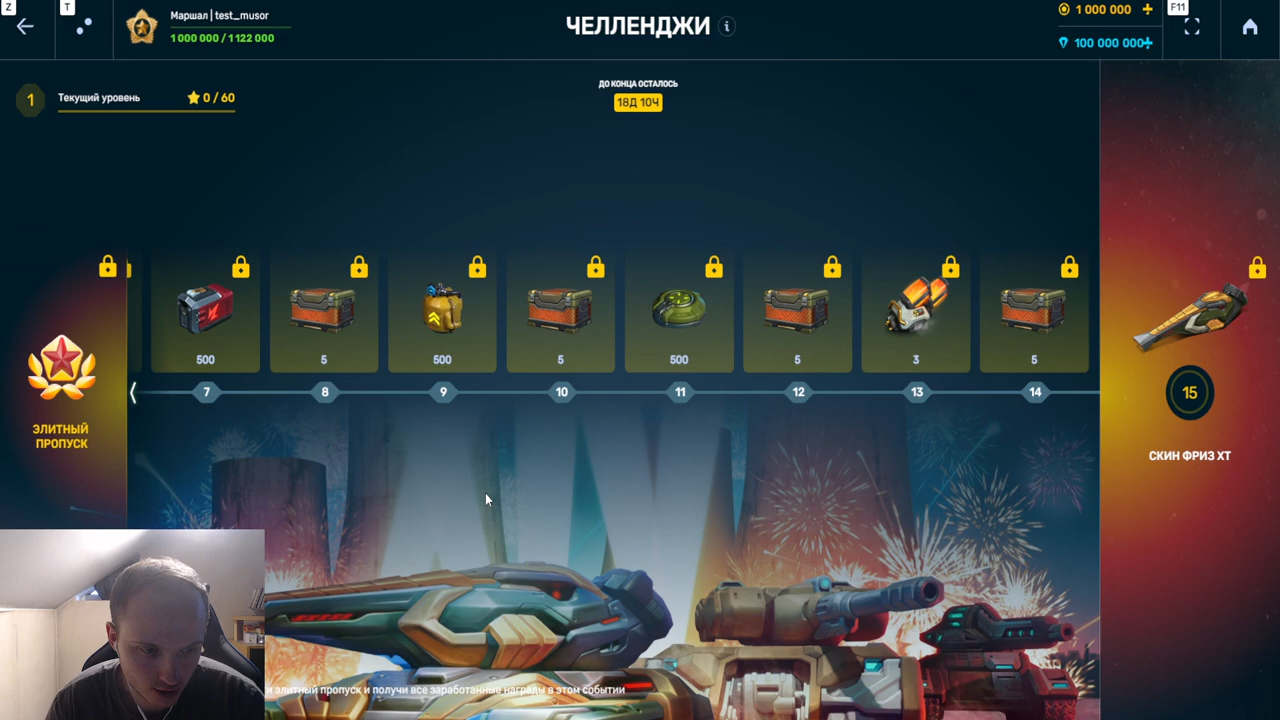 Z
T
Маршал | test_musor
1 000 000 / 1 122 000
ЧЕЛЛЕНДЖИ
i
1 000 000 +
100 000 000+
F11
1
Текущий уровень
0 / 60
ДО КОНЦА ОСТАЛОСЬ
18Д 10Ч
ЭЛИТНЫЙ
ПРОПУСК
500
5
500
5
500
5
3
5
7
8
9
10
11
12
13
14
15
СКИН ФРИЗ XT
и элитный пропуск и получи все заработанные награды в этом событии